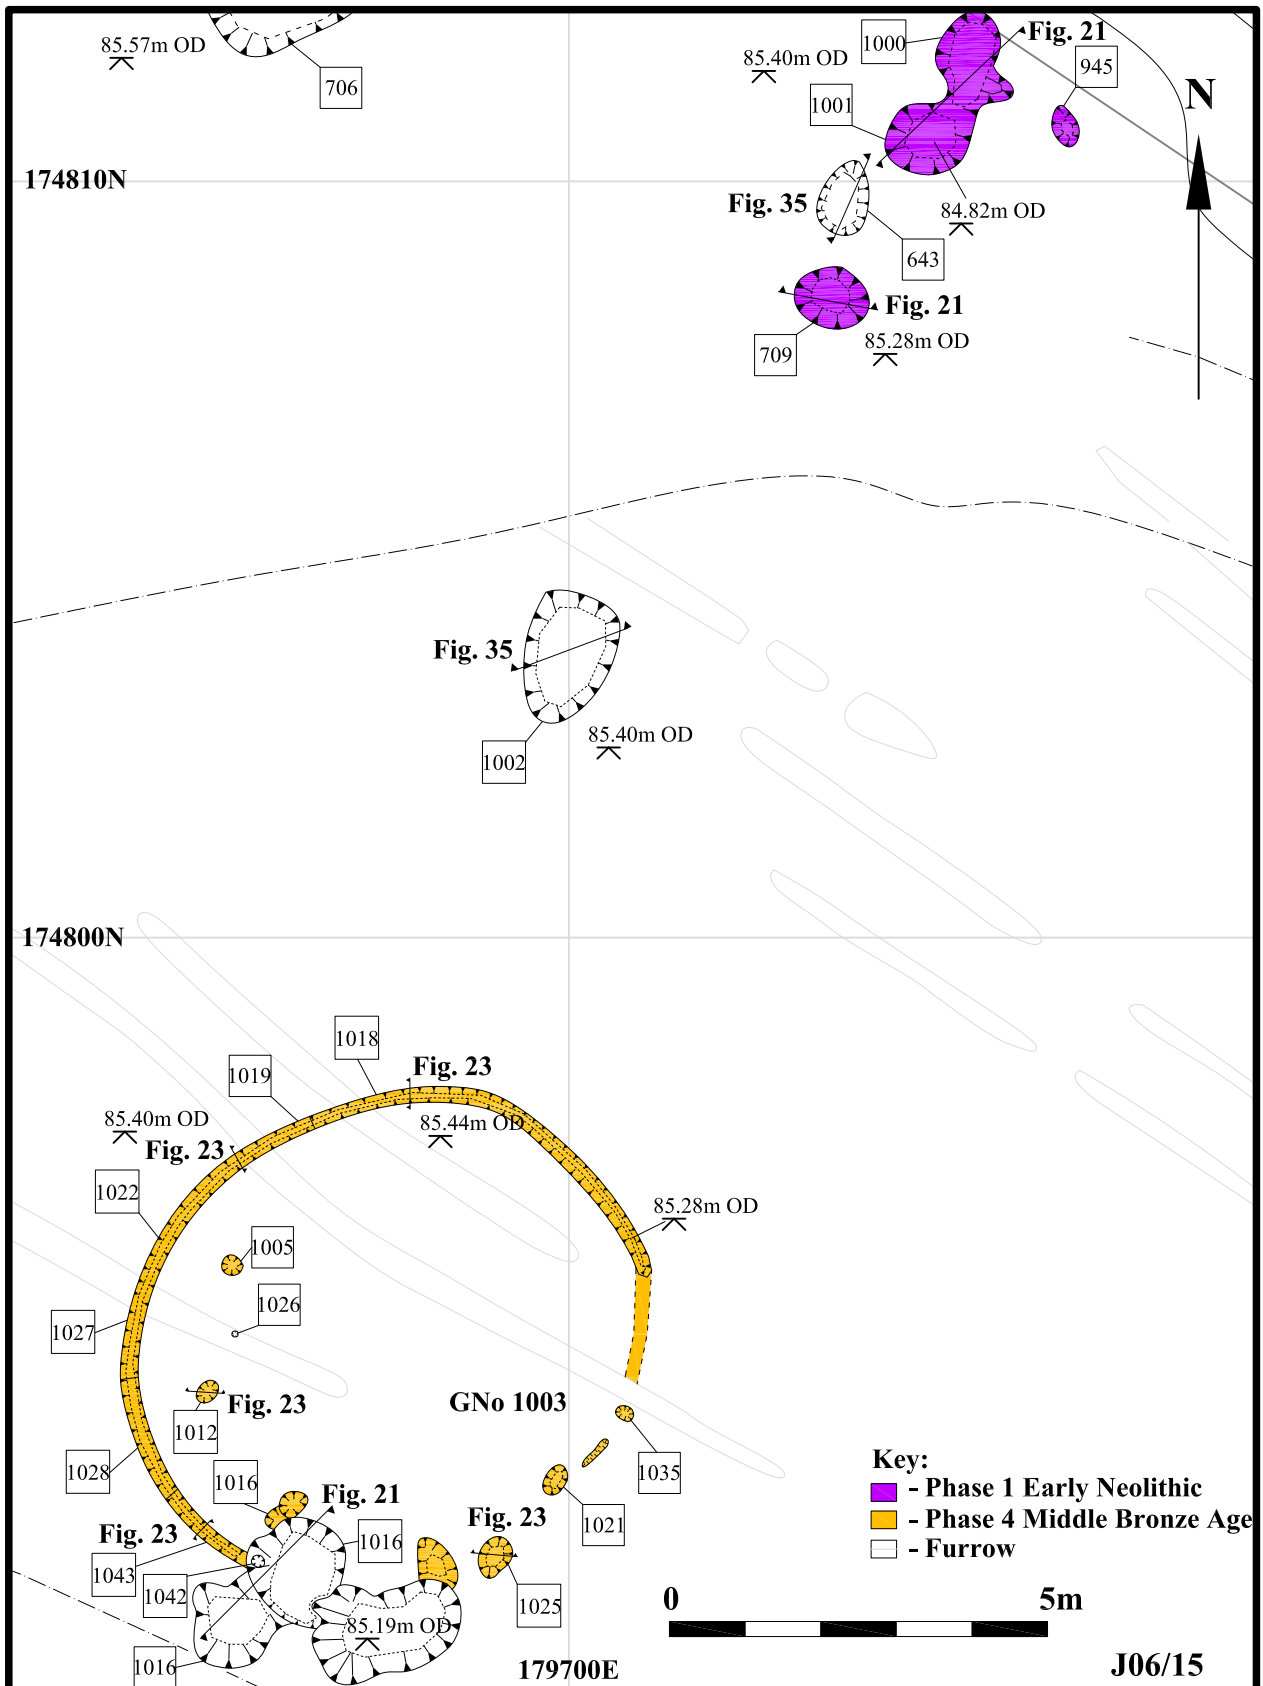 85.57m OD
706
1000
Fig. 21
945
85.40m OD
1001
N
174810N
Fig. 35
84.82m OD
643
Fig. 21
709
85.28m OD
Fig. 35
85.40m OD
1002
174800N
1018
Fig. 23
1019
85.40m OD
85.44m OD
Fig. 23
1022
85.28m OD
1005
1026
1027
GNo 1003
Fig. 23
1012
1035
1028
1016
Fig. 21
1021
Fig. 23
Fig. 23
1016
1043
1042
1025
85.19m OD
1016
179700E
Key:
- Phase 1 Early Neolithic
- Phase 4 Middle Bronze Age
- Furrow
0 5m
J06/15